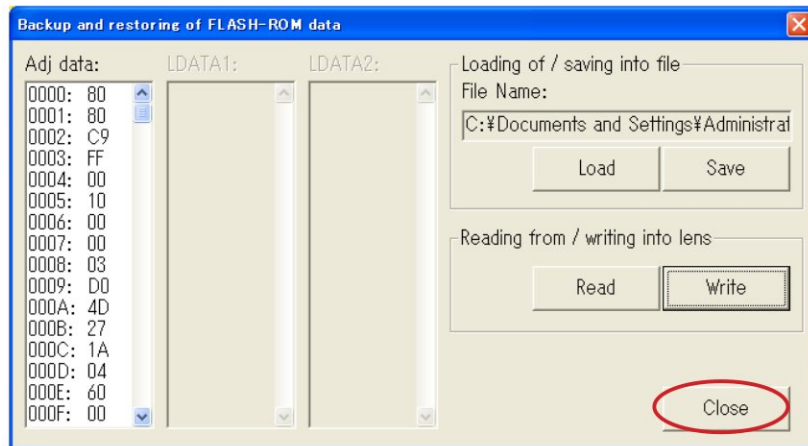 Backup and restoring of FLASH-ROM data
Adj data:
0000: 80
0001: 80
0002: C9
0003: FF
0004: 00
0005: 10
0006: 00
0007: 00
0008: 03
0009: D0
000A: 4D
000B: 27
000C: 1A
000D: 04
000E: 60
000F: 00
LDATA1:
LDATA2:
Loading of / saving into file
File Name:
C:¥Documents and Settings¥Administrat
Load Save
Reading from / writing into lens
Read Write
Close